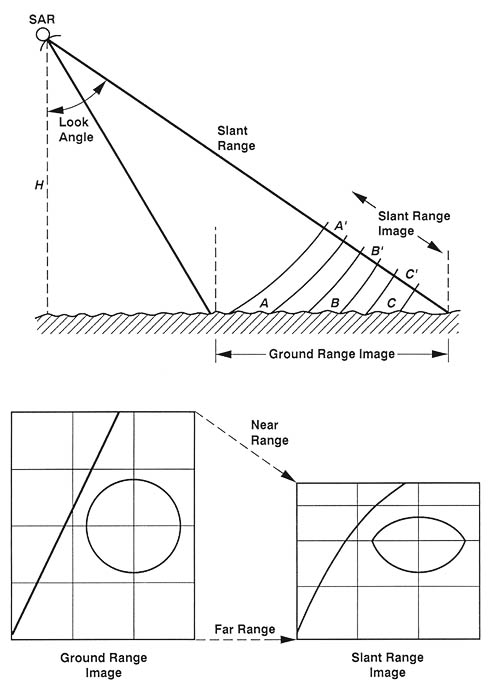 SAR
Look
Angle
Slant
Range
H
A'
Slant Range
Image
B'
C'
A
B
C
Ground Range Image
Near
Range
Far Range
Ground Range
Image
Slant Range
Image